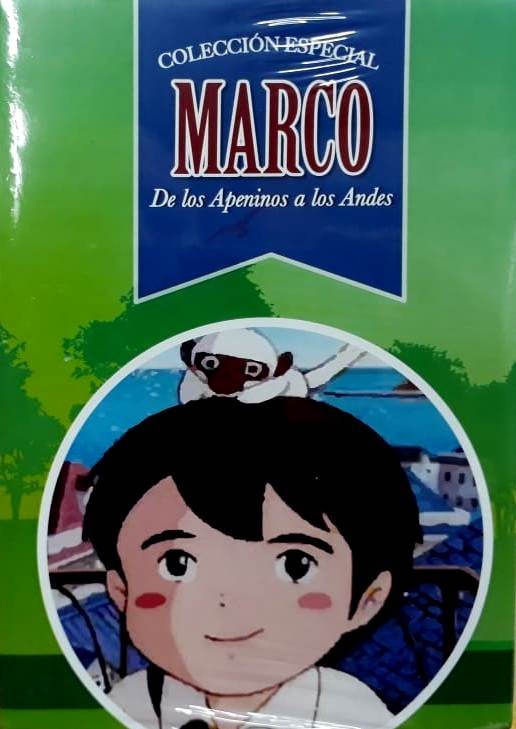 COLECCIÓN ESPECIAL
MARCO
De los Apeninos a los Andes